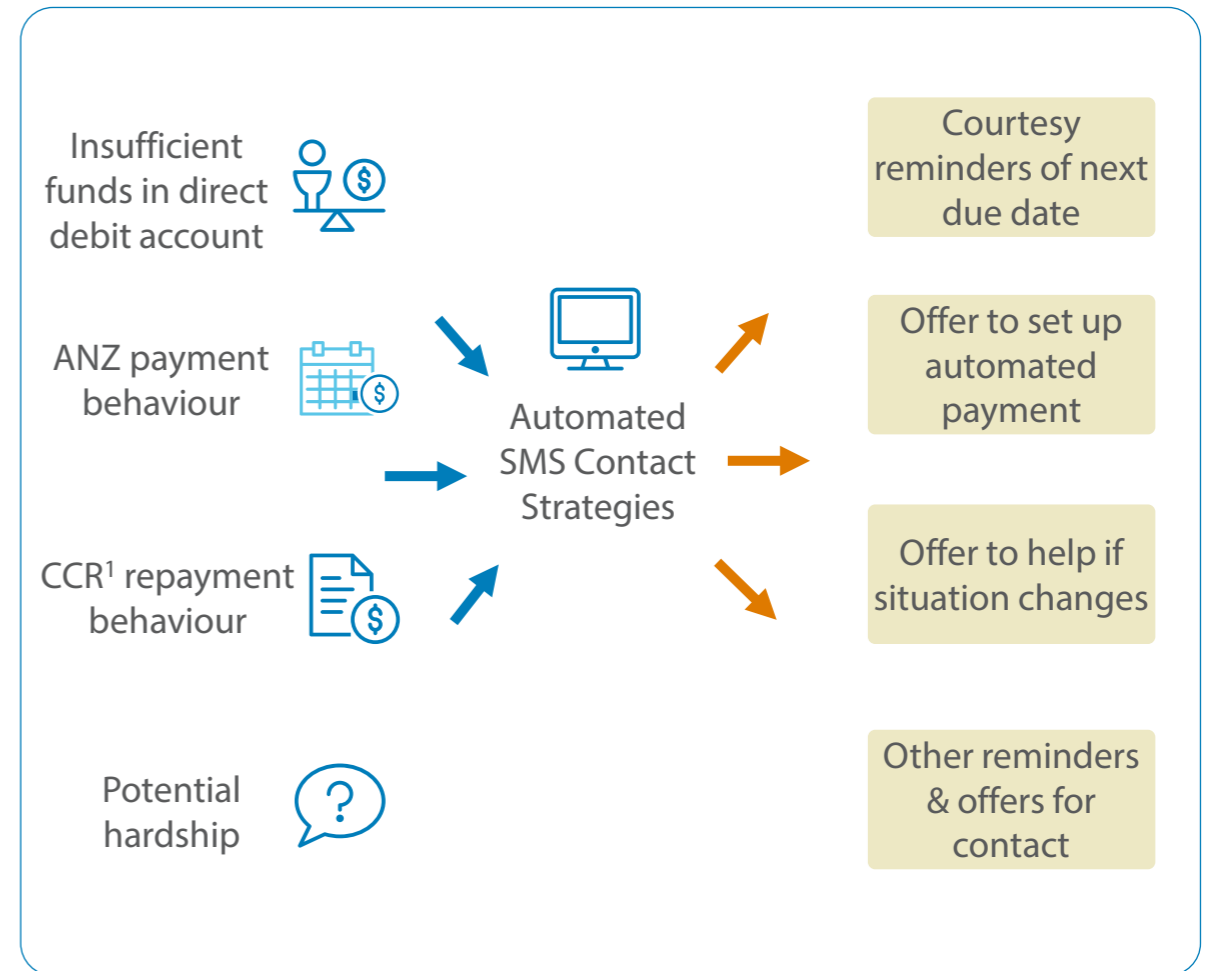 Insufficient
funds in direct
debit account
$
ANZ payment
behaviour
$
CCR¹ repayment
behaviour
$
Potential
hardship
?
Automated
SMS Contact
Strategies
Courtesy
reminders of next
due date
Offer to set up
automated
payment
Offer to help if
situation changes
Other reminders
& offers for
contact